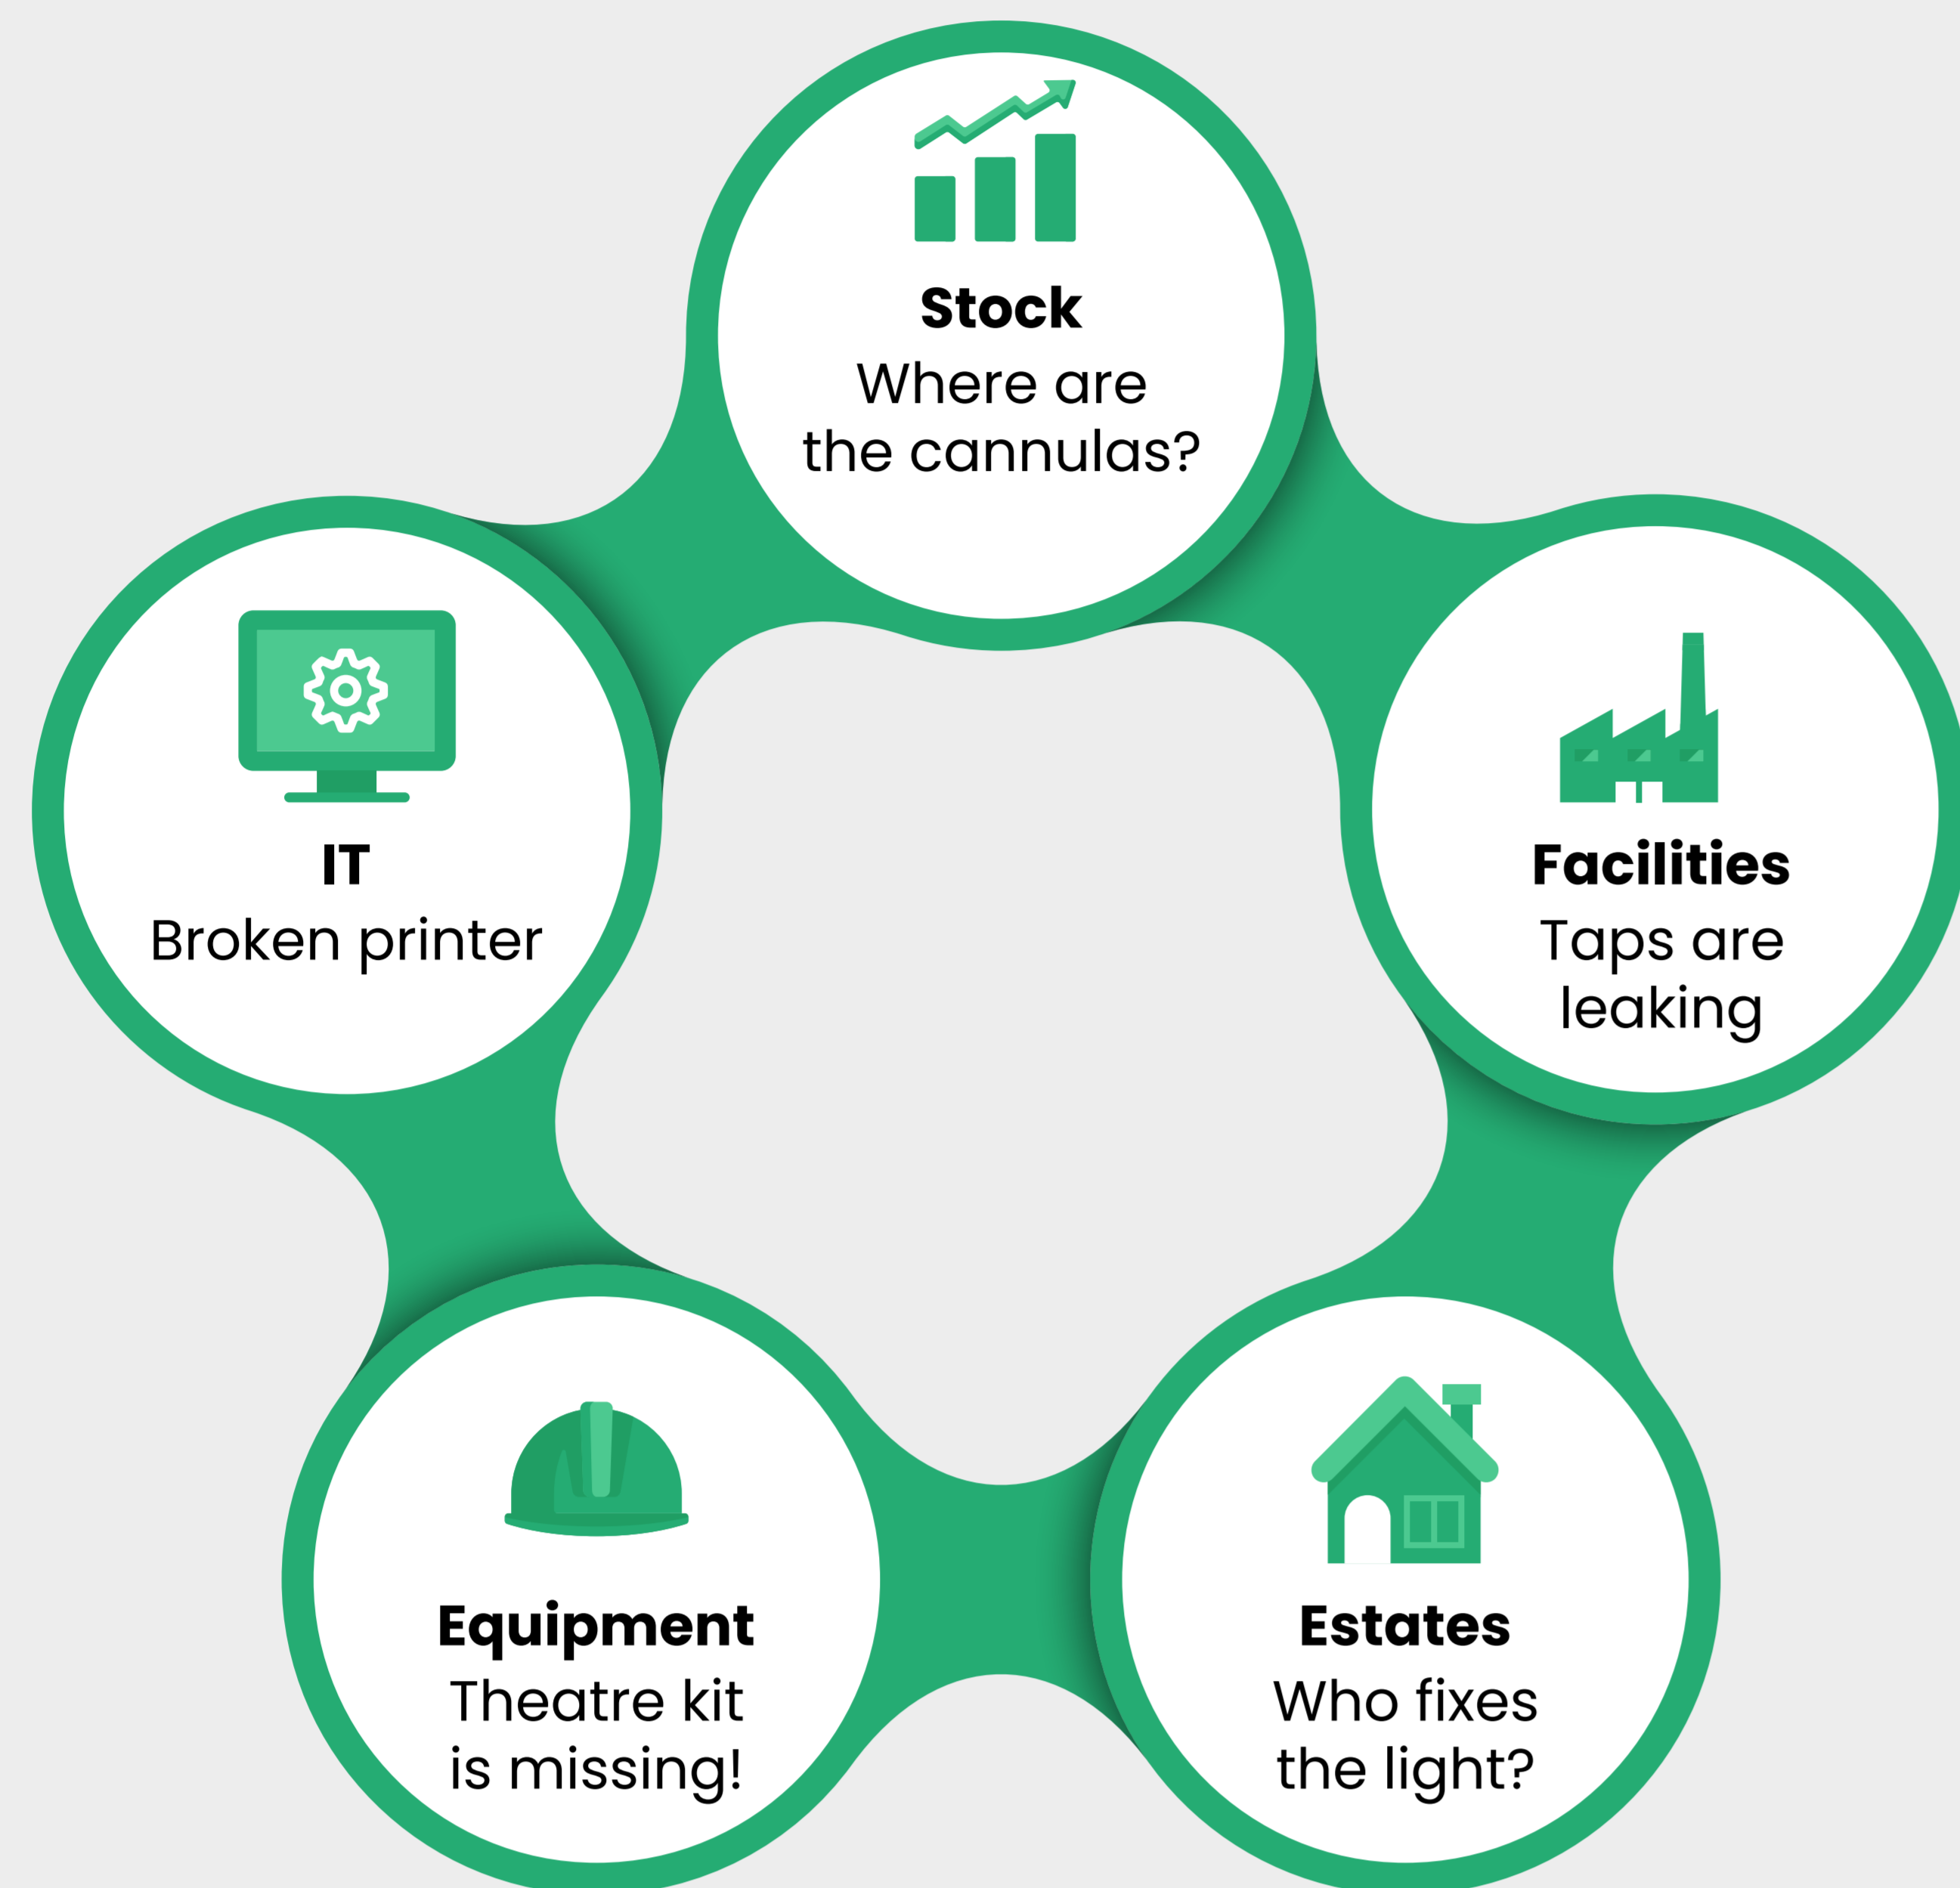 Stock
Where are
the cannulas?
IT
Broken printer
Facilities
Taps are
leaking
Equipment
Theatre kit
is missing!
Estates
Who fixes
the light?